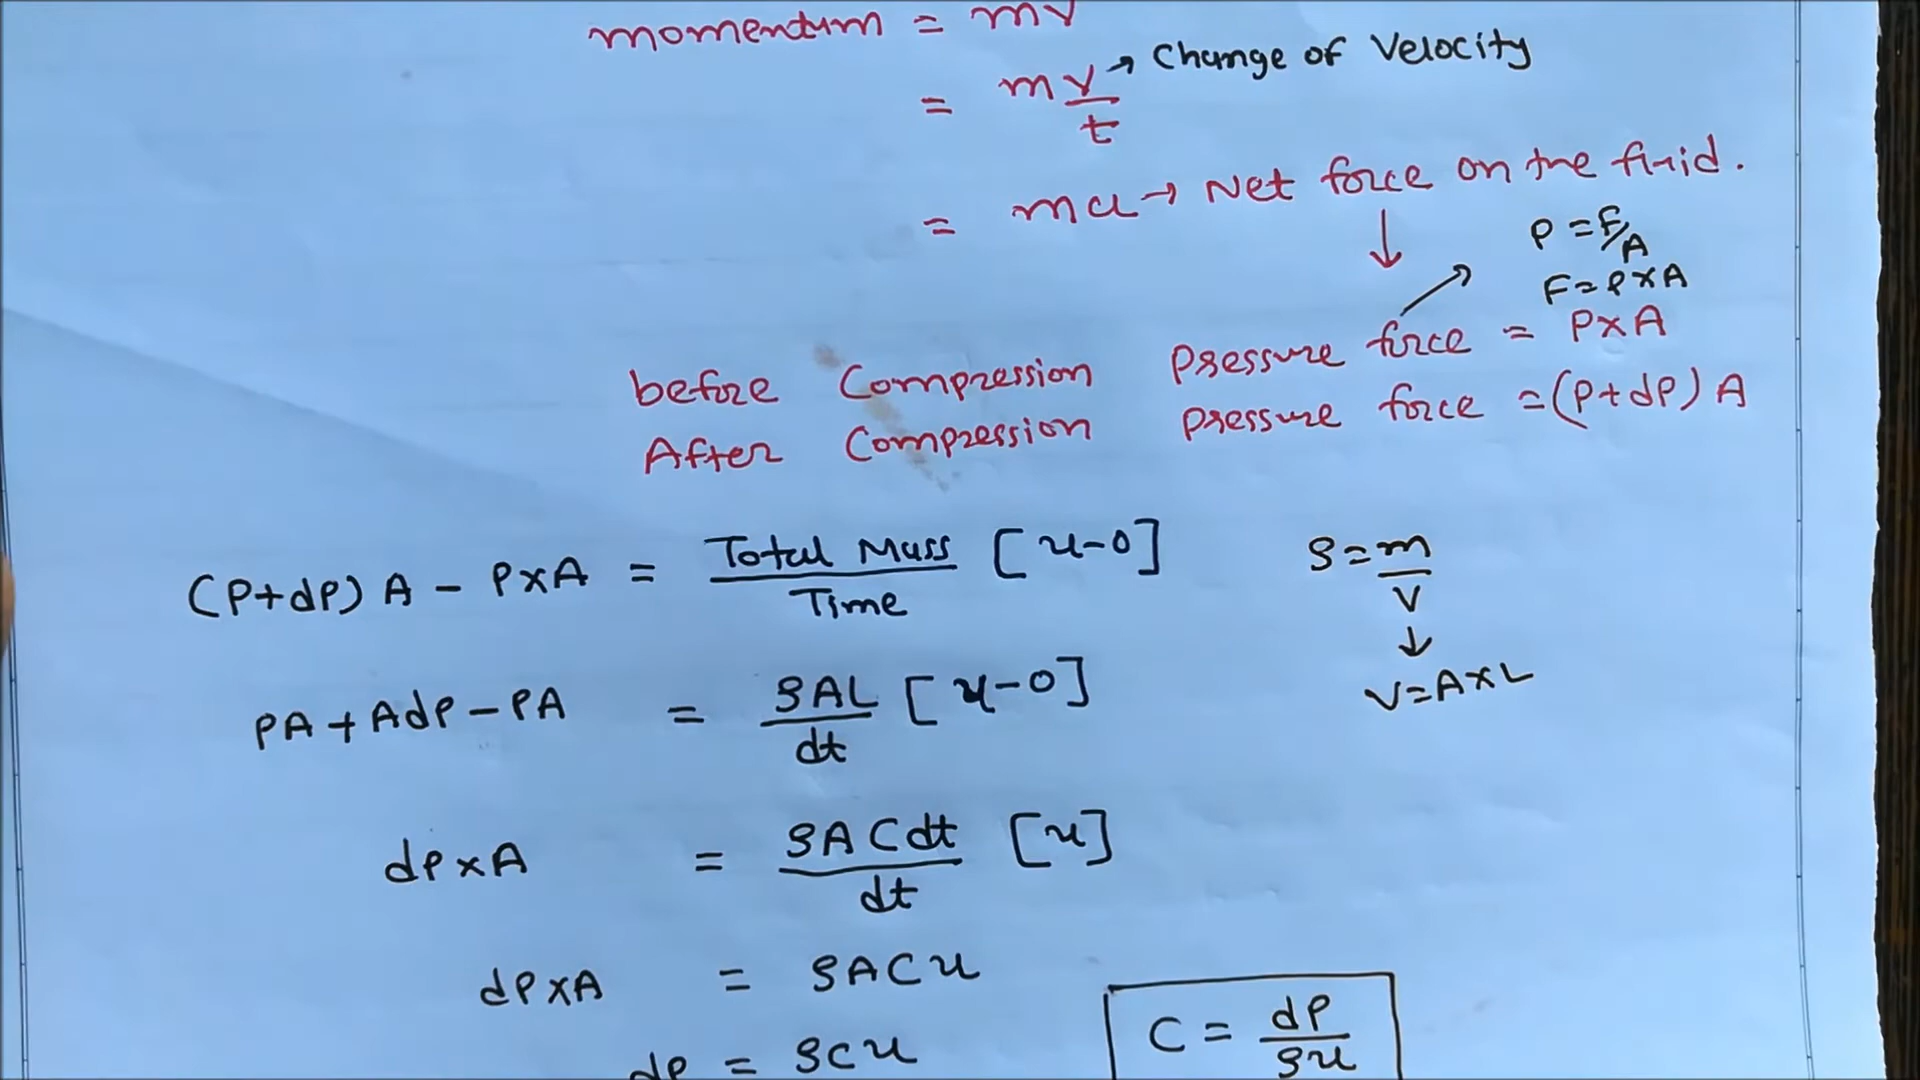 momentum = mv
= m v/t → Change of Velocity
= ma → Net force on the fluid.
↓
P = F/A
F = P×A
before Compression Pressure force = P×A
After Compression Pressure force = (P+dP) A
(P+dP) A - P×A = Total Mass/Time [u-0]
ρ = m/V
↓
V = A×L
PA + AdP - PA = ρAL/dt [u-0]
dP×A = ρACdt/dt [u]
dP×A = ρACu
dP = ρCu
C = dP/ρu